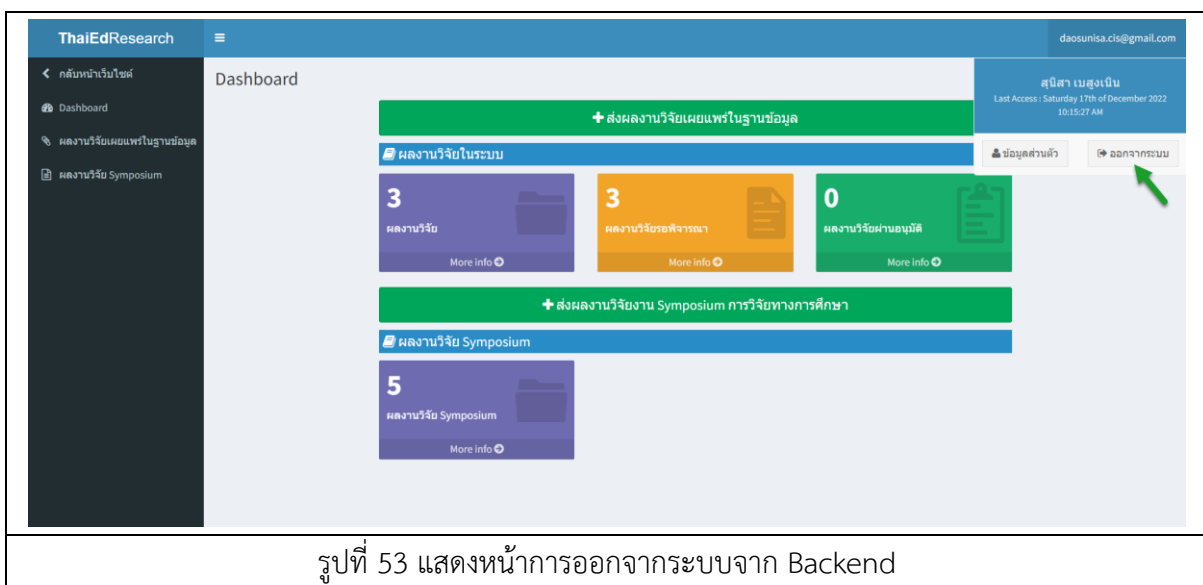 ThaiEdResearch
daosunisa.cis@gmail.com
กลับหน้าเว็บไซต์
Dashboard
ผลงานวิจัยเผยแพร่ในฐานข้อมูล
ผลงานวิจัย Symposium
Dashboard
สุนิสา เบสูงเนิน
Last Access : Saturday 17th of December 2022
10:15:27 AM
ข้อมูลส่วนตัว
ออกจากระบบ
ส่งผลงานวิจัยเผยแพร่ในฐานข้อมูล
ผลงานวิจัยในระบบ
3
ผลงานวิจัย
More info
3
ผลงานวิจัยรอพิจารณา
More info
0
ผลงานวิจัยผ่านอนุมัติ
More info
ส่งผลงานวิจัยงาน Symposium การวิจัยทางการศึกษา
ผลงานวิจัย Symposium
5
ผลงานวิจัย Symposium
More info
รูปที่ 53 แสดงหน้าการออกจากระบบจาก Backend